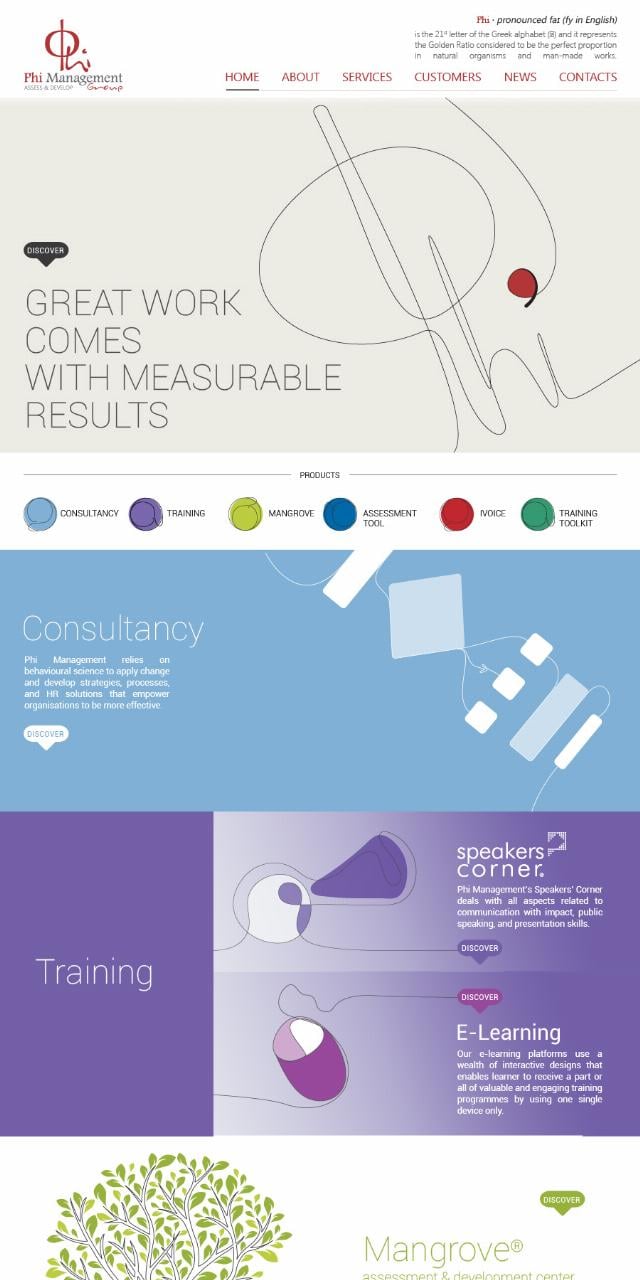 Phi - pronounced fat (fy in English)
is the 21st letter of the Greek alphabet (B) and it represents
the Golden Ratio considered to be the perfect proportion
in natural organisms and man-made works.
Phi Management
ASSESS & DEVELOP Group
HOME ABOUT SERVICES CUSTOMERS NEWS CONTACTS
DISCOVER
GREAT WORK
COMES
WITH MEASURABLE
RESULTS
Phi
PRODUCTS
CONSULTANCY TRAINING MANGROVE ASSESSMENT TOOL IVOICE TRAINING TOOLKIT
Consultancy
Phi Management relies on
behavioural science to apply change
and develop strategies, processes,
and HR solutions that empower
organisations to be more effective.
DISCOVER
Training
speakers
corner
Phi Management's Speakers' Corner
deals with all aspects related to
communication with impact, public
speaking, and presentation skills.
DISCOVER
DISCOVER
E-Learning
Our e-learning platforms use a
wealth of interactive designs that
enables learner to receive a part or
all of valuable and engaging training
programmes by using one single
device only.
DISCOVER
Mangrove®
assessment & development center